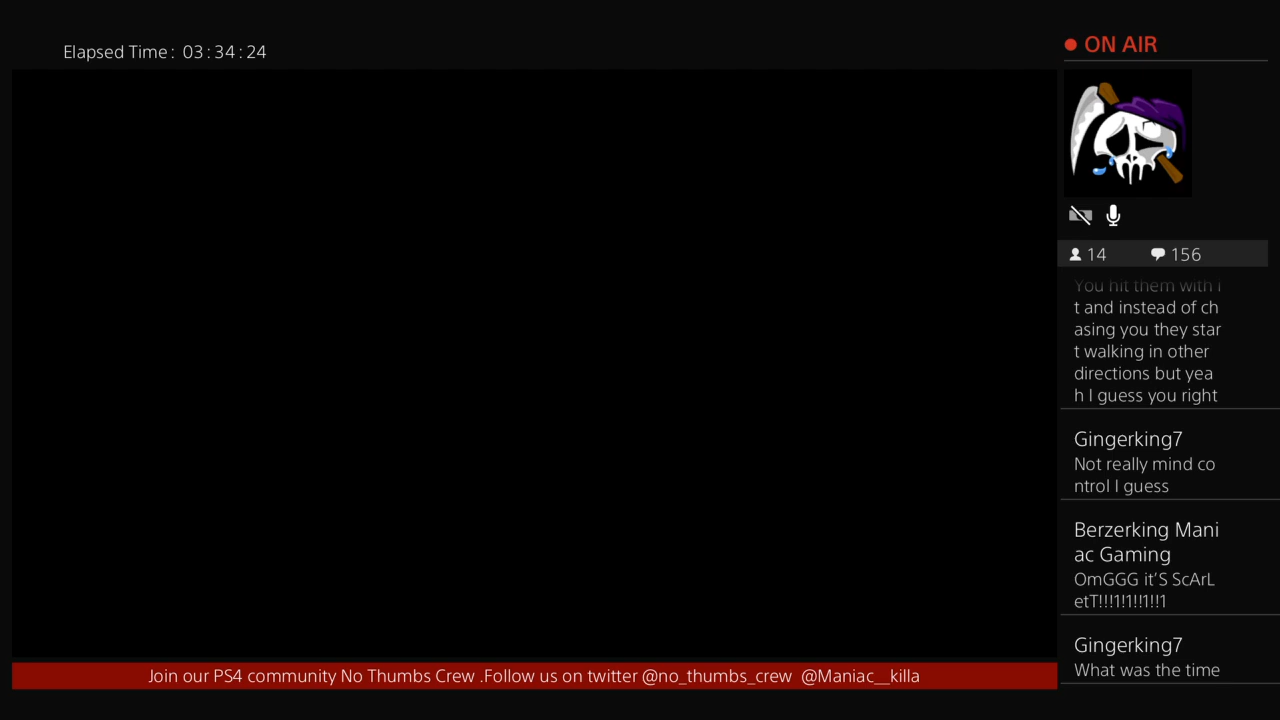 Elapsed Time: 03:34:24
ON AIR
14 156
You hit them with i
t and instead of ch
asing you they star
t walking in other
directions but yea
h I guess you right
Gingerking7
Not really mind co
ntrol I guess
Berzerking Mani
ac Gaming
OmGGG it'S ScArL
etT!!!1!1!!1!!1
Gingerking7
What was the time
Join our PS4 community No Thumbs Crew .Follow us on twitter @no_thumbs_crew @Maniac__killa